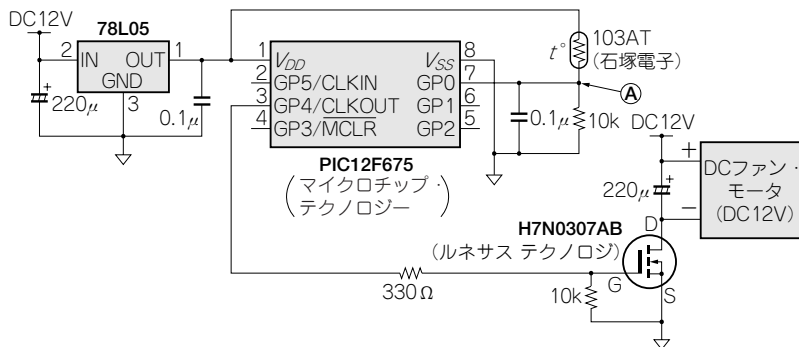 DC12V
78L05
2 IN OUT 1
GND
3
+
220μ
0.1μ
1 VDD VSS 8
2 GP5/CLKIN GP0 7
3 GP4/CLKOUT GP1 6
4 GP3/MCLR GP2 5
PIC12F675
(マイクロチップ・
テクノロジー)
t°
103AT
(石塚電子)
A
0.1μ
10k
DC12V
220μ
+
+
−
DCファン・
モータ
(DC12V)
H7N0307AB
(ルネサス テクノロジ)
D
G
S
330Ω
10k